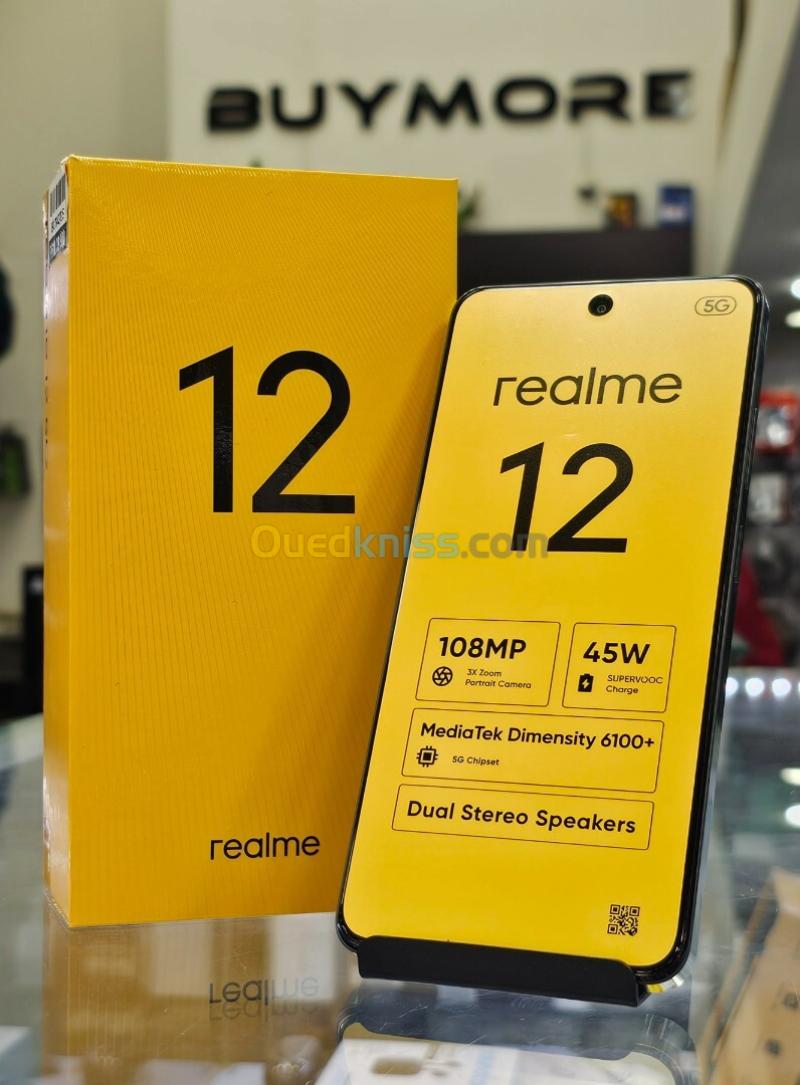 BUYMORE
12
realme
5G
realme
12
108MP
3X Zoom
Portrait Camera
45W
SUPERVOOC
Charge
MediaTek Dimensity 6100+
5G Chipset
Dual Stereo Speakers
Ouedkniss.com